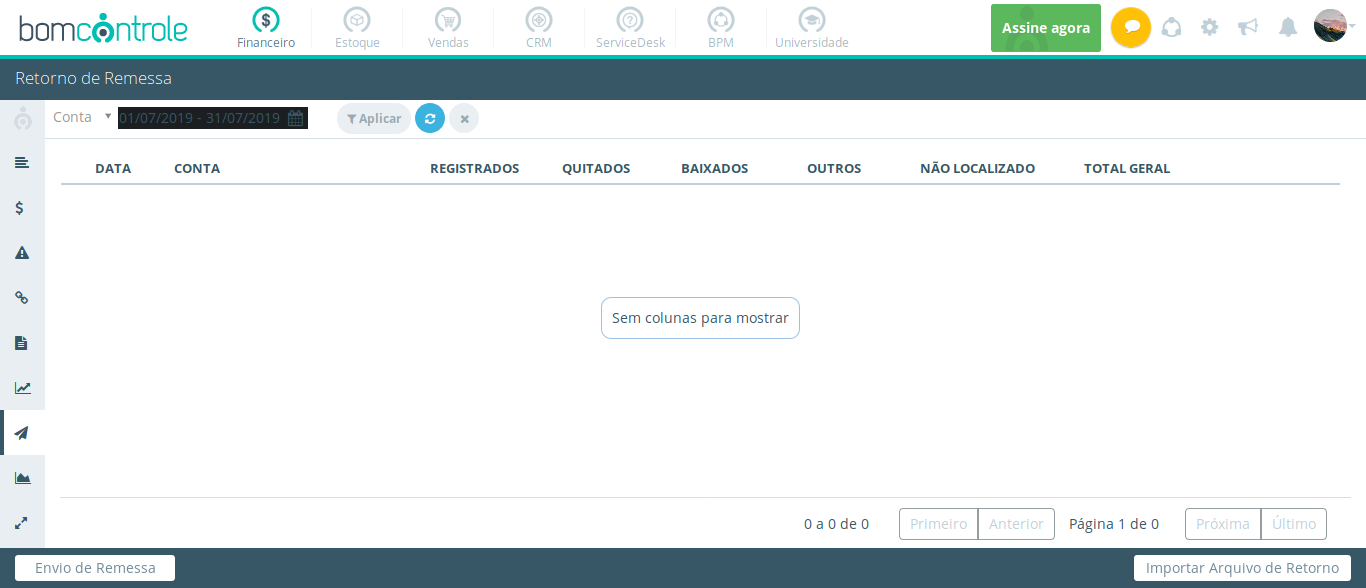 bomcontrole
Financeiro
Estoque
Vendas
CRM
ServiceDesk
BPM
Universidade
Assine agora
Retorno de Remessa
Conta 01/07/2019 - 31/07/2019 Aplicar
DATA CONTA REGISTRADOS QUITADOS BAIXADOS OUTROS NÃO LOCALIZADO TOTAL GERAL
Sem colunas para mostrar
0 a 0 de 0 Primeiro Anterior Página 1 de 0 Próxima Último
Envio de Remessa Importar Arquivo de Retorno